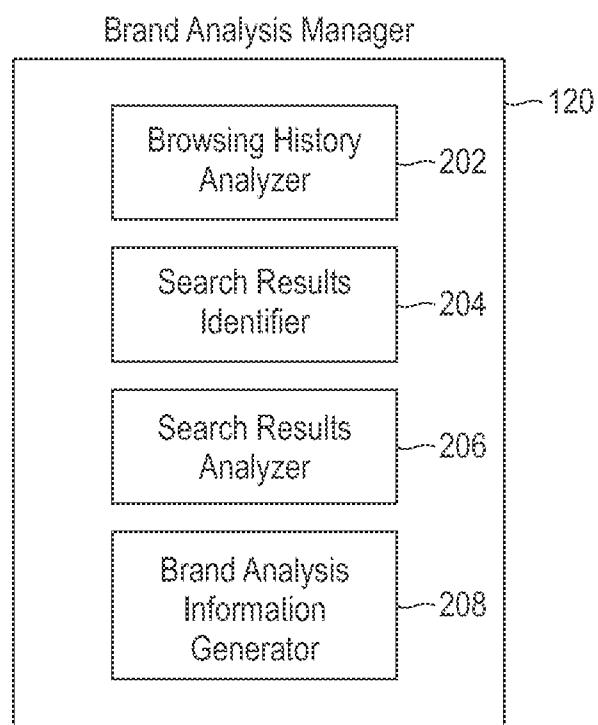 Brand Analysis Manager
120
Browsing History
Analyzer
202
Search Results
Identifier
204
Search Results
Analyzer
206
Brand Analysis
Information
Generator
208